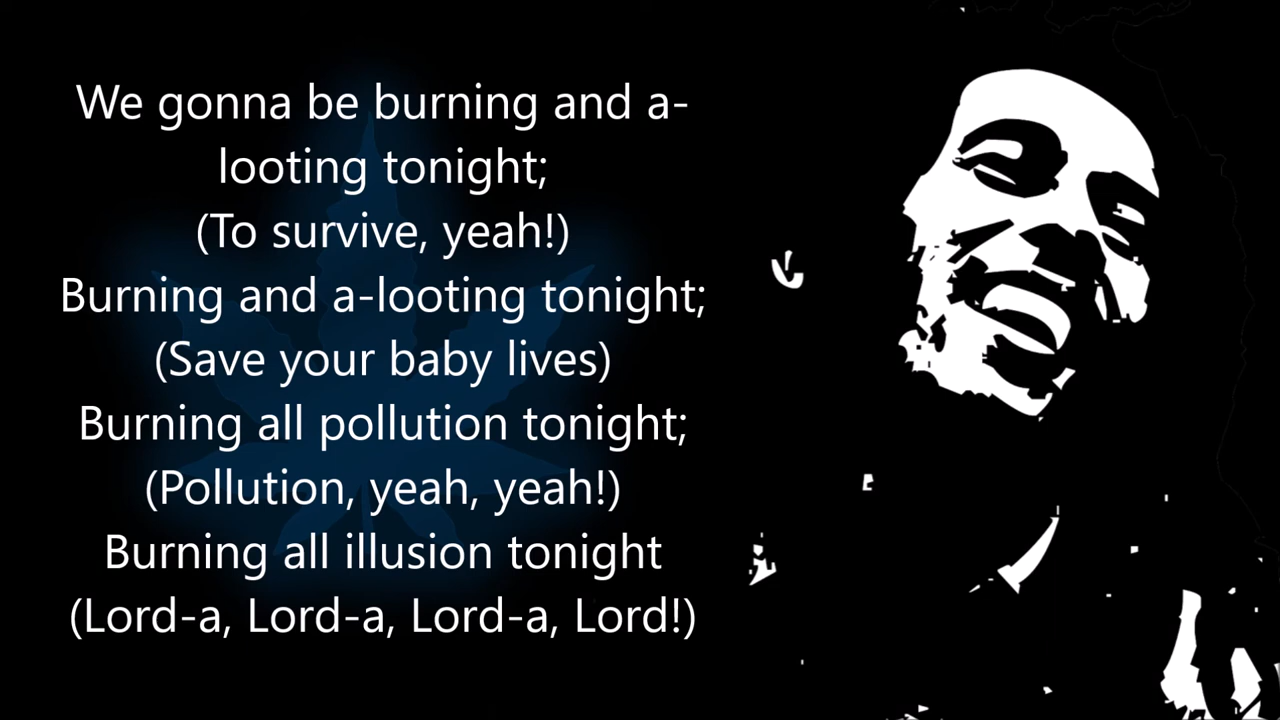 We gonna be burning and a-
looting tonight;
(To survive, yeah!)
Burning and a-looting tonight;
(Save your baby lives)
Burning all pollution tonight;
(Pollution, yeah, yeah!)
Burning all illusion tonight
(Lord-a, Lord-a, Lord-a, Lord!)